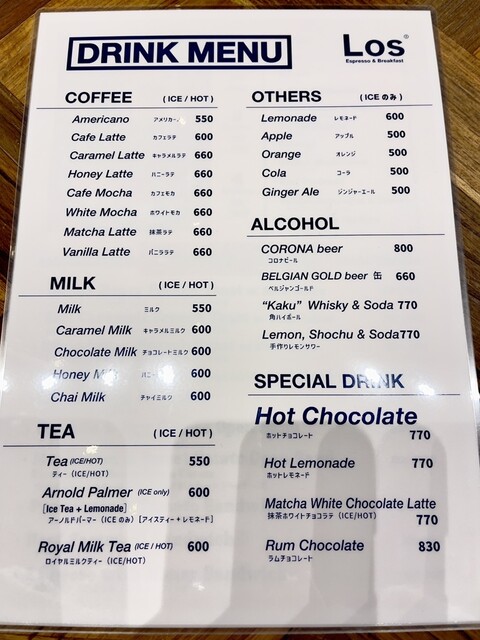 DRINK MENU
Los®
Espresso & Breakfast
COFFEE (ICE / HOT)
Americano アメリカーノ 550
Cafe Latte カフェラテ 600
Caramel Latte キャラメルラテ 660
Honey Latte ハニーラテ 660
Cafe Mocha カフェモカ 660
White Mocha ホワイトモカ 660
Matcha Latte 抹茶ラテ 660
Vanilla Latte バニララテ 660
MILK (ICE / HOT)
Milk ミルク 550
Caramel Milk キャラメルミルク 600
Chocolate Milk チョコレートミルク 600
Honey Milk 600
Chai Milk チャイミルク 600
TEA (ICE / HOT)
Tea (ICE/HOT) 550
ティー (ICE/HOT)
Arnold Palmer (ICE only) 600
[Ice Tea + Lemonade]
アーノルドパーマー (ICE のみ) [アイスティー + レモネード]
Royal Milk Tea (ICE / HOT) 600
ロイヤルミルクティー (ICE/HOT)
OTHERS (ICE のみ)
Lemonade レモネード 600
Apple アップル 500
Orange オレンジ 500
Cola コーラ 500
Ginger Ale ジンジャーエール 500
ALCOHOL
CORONA beer 800
コロナビール
BELGIAN GOLD beer 缶 660
ベルジャンゴールド
“Kaku” Whisky & Soda 770
角ハイボール
Lemon, Shochu & Soda 770
手作りレモンサワー
SPECIAL DRINK
Hot Chocolate
ホットチョコレート 770
Hot Lemonade 770
ホットレモネード
Matcha White Chocolate Latte
抹茶ホワイトチョコラテ (ICE/HOT) 770
Rum Chocolate 830
ラムチョコレート